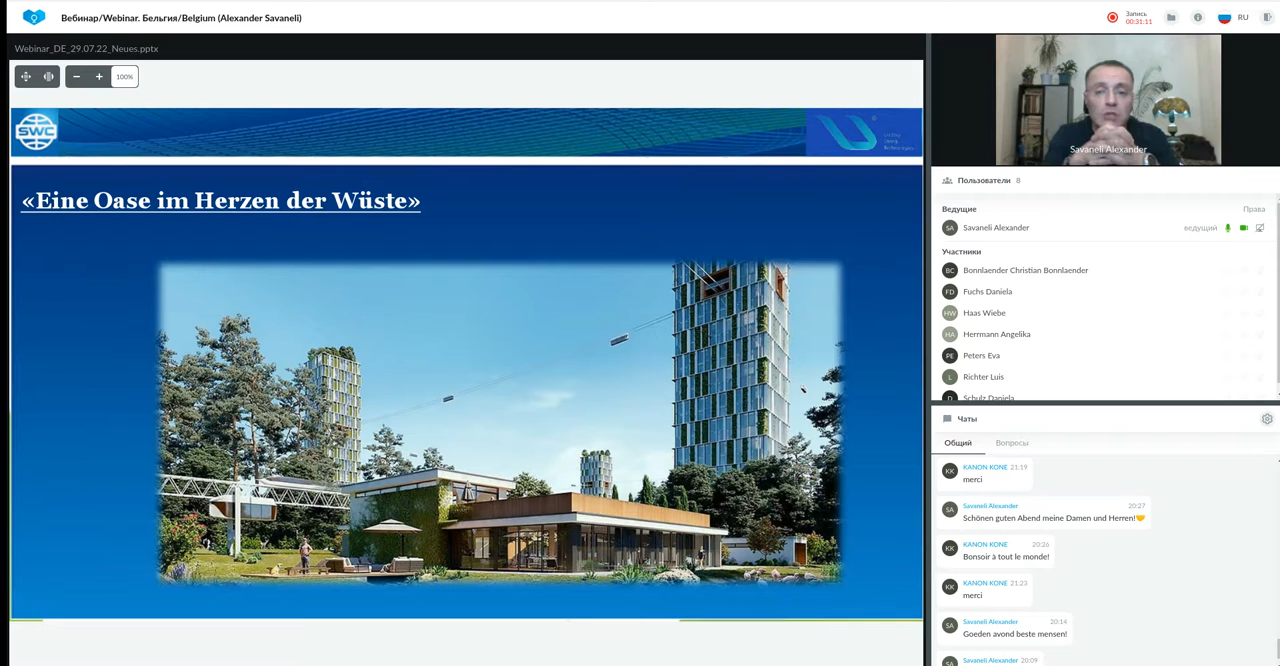 Вебинар/Webinar. Бельгия/Belgium (Alexander Savaneli)
Запись
00:31:11
RU
Webinar_DE_29.07.22_Neues.pptx
100%
SWC
«Eine Oase im Herzen der Wüste»
Savaneli Alexander
Пользователи 8
Ведущие Права
SA Savaneli Alexander ведущий
Участники
BC Bonnlaender Christian Bonnlaender
FD Fuchs Daniela
HW Haas Wiebe
HA Herrmann Angelika
PE Peters Eva
L Richter Luis
D Schulz Daniela
Чаты
Общий Вопросы
KK KANON KONE 21:19
merci
SA Savaneli Alexander 20:27
Schönen guten Abend meine Damen und Herren!🤝
KK KANON KONE 20:26
Bonsoir à tout le monde!
KK KANON KONE 21:23
merci
SA Savaneli Alexander 20:14
Goeden avond beste mensen!
SA Savaneli Alexander 20:09